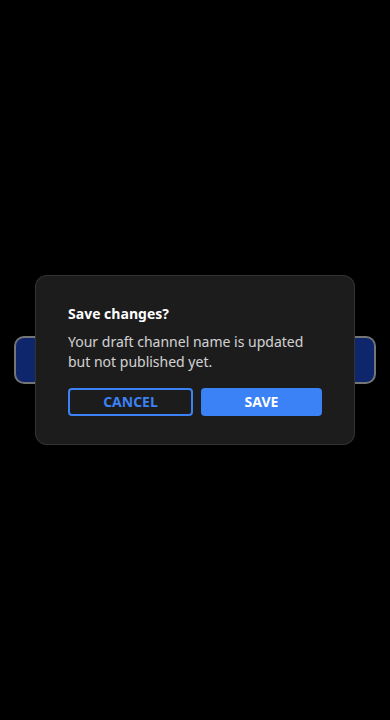 Save changes?
Your draft channel name is updated
but not published yet.
CANCEL
SAVE